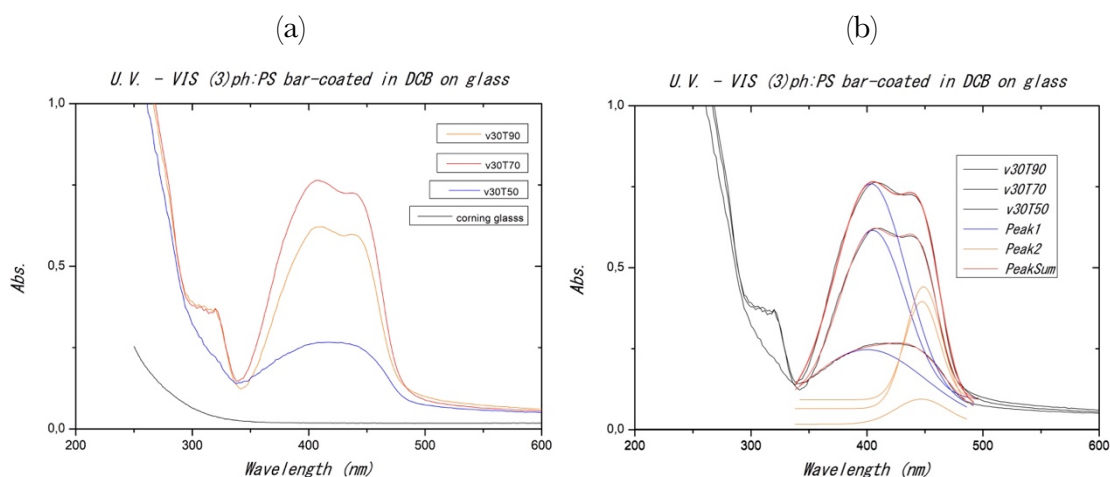 (a)
U.V. - VIS (3)ph:PS bar-coated in DCB on glass
1,0
0,5
0,0
Abs.
v30T90
v30T70
v30T50
corning glasss
200
300
400
500
600
Wavelength (nm)
(b)
U.V. - VIS (3)ph:PS bar-coated in DCB on glass
1,0
0,5
0,0
Abs.
v30T90
v30T70
v30T50
Peak1
Peak2
PeakSum
200
300
400
500
600
Wavelength (nm)